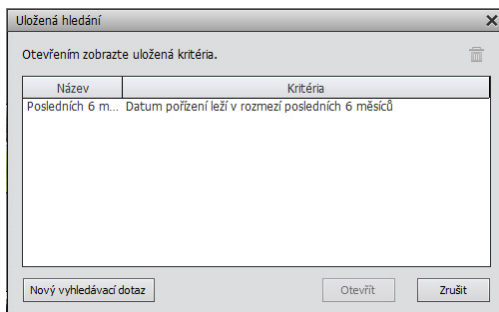 Uložená hledání
Otevřením zobrazte uložená kritéria.
Název Kritéria
Posledních 6 m... Datum pořízení leží v rozmezí posledních 6 měsíců
Nový vyhledávací dotaz Otevřít Zrušit